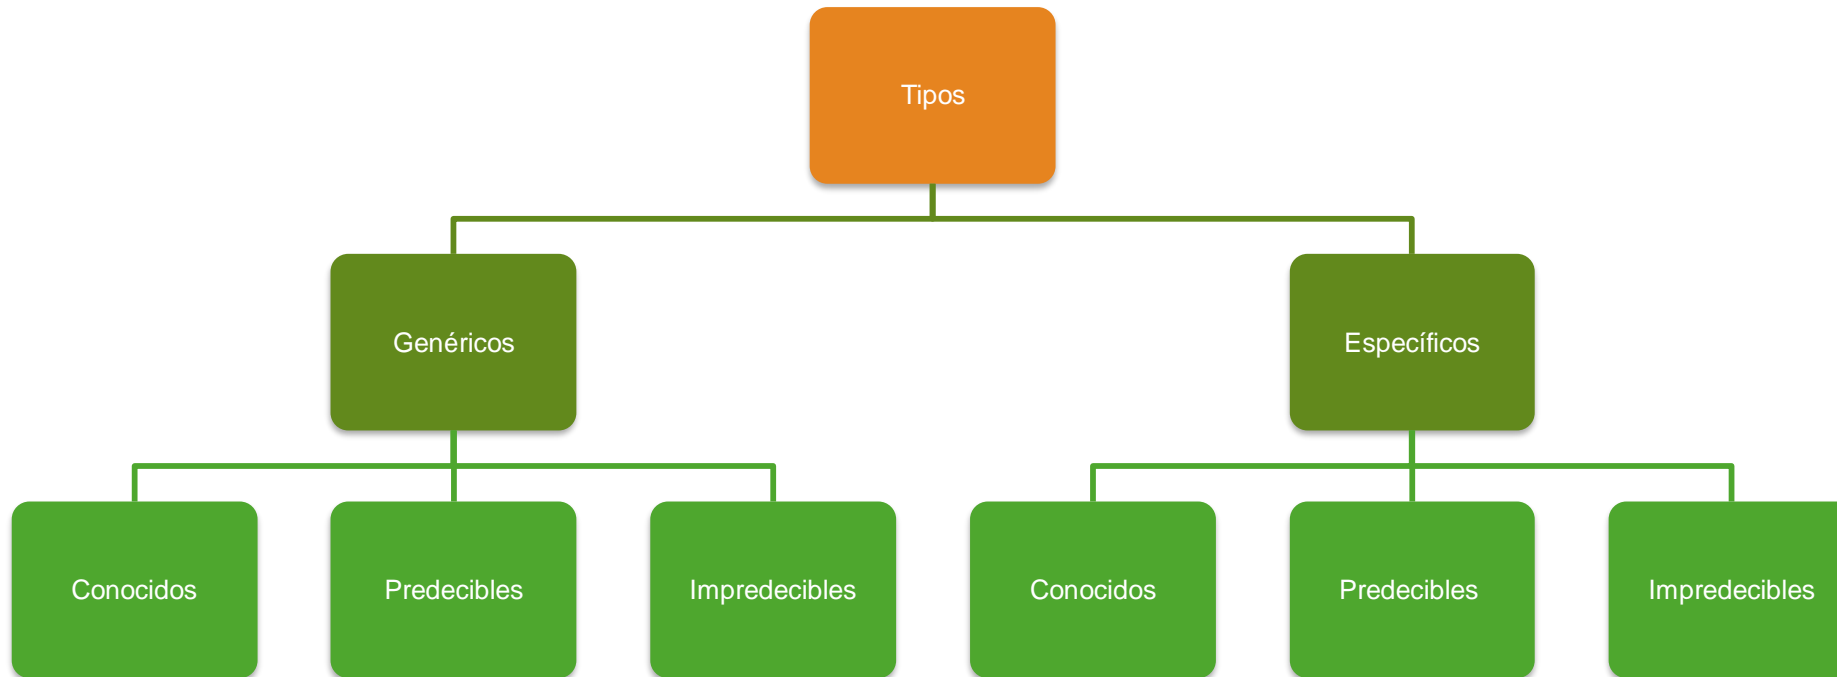 Tipos
Genéricos
Específicos
Conocidos
Predecibles
Impredecibles
Conocidos
Predecibles
Impredecibles